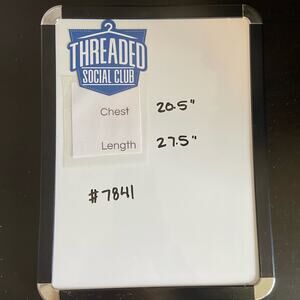 THREADED
SOCIAL CLUB
Chest 20.5"
Length 27.5"
#7841